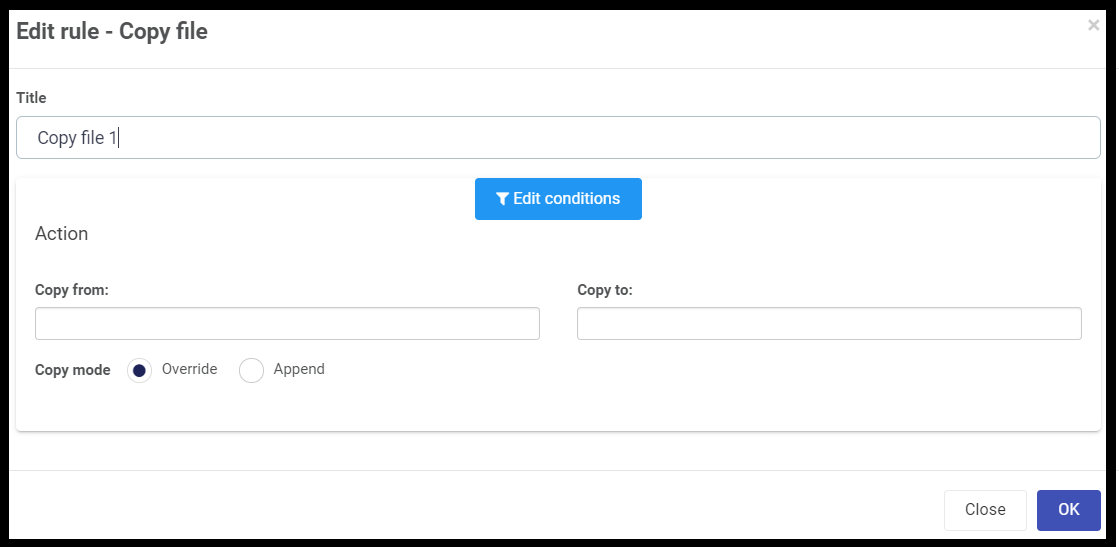 Edit rule - Copy file
×
Title
Copy file 1
Edit conditions
Action
Copy from: Copy to:
Copy mode Override Append
Close OK